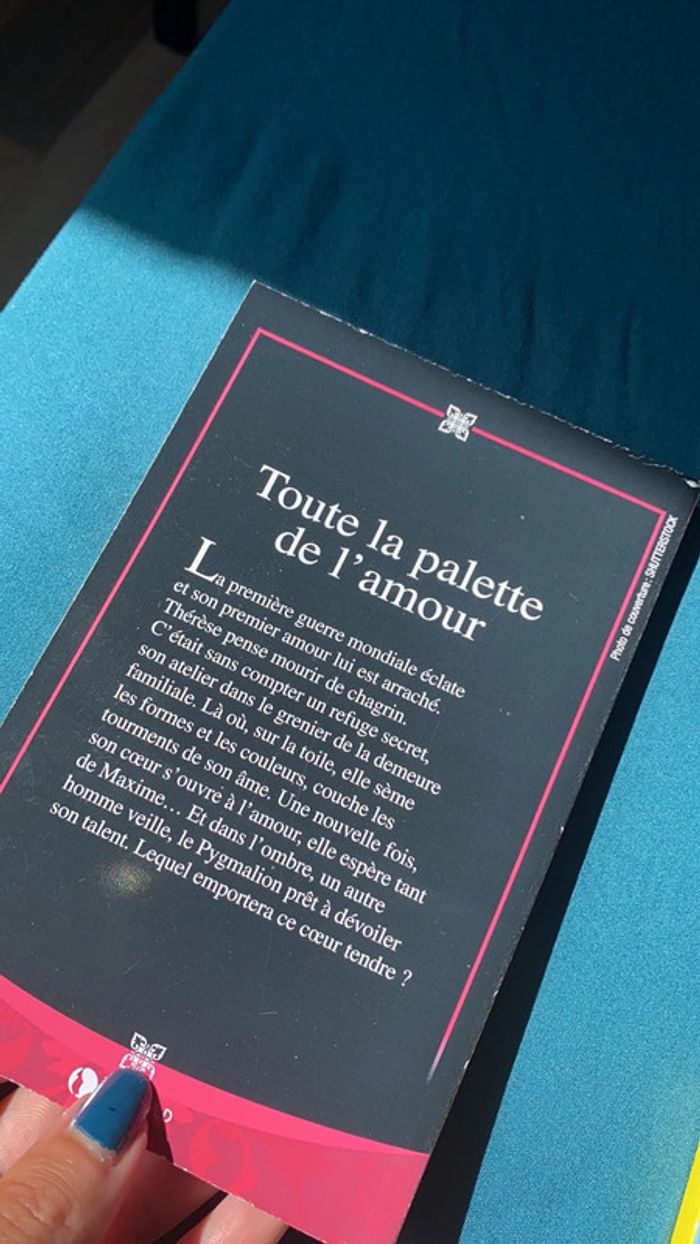 Toute la palette
de l'amour
La première guerre mondiale éclate
et son premier amour lui est arraché.
Thérèse pense mourir de chagrin.
C'était sans compter un refuge secret,
son atelier dans le grenier de la demeure
familiale. Là où, sur la toile, elle sème
les formes et les couleurs, couche les
tourments de son âme. Une nouvelle fois,
son cœur s'ouvre à l'amour, elle espère tant
de Maxime... Et dans l'ombre, un autre
homme veille, le Pygmalion prêt à dévoiler
son talent. Lequel emportera ce cœur tendre ?
Photo de couverture : SHUTTERSTOCK